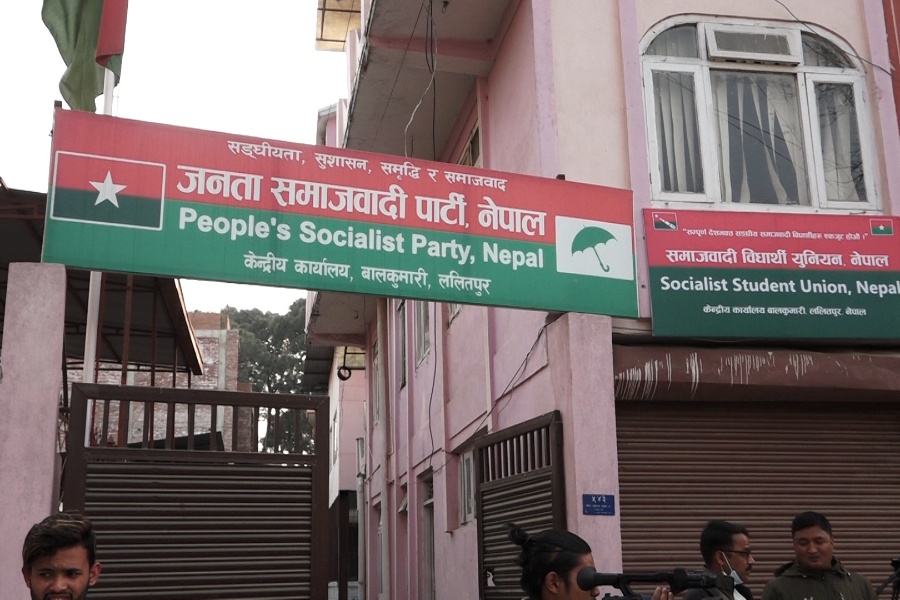 सङ्घीयता, सुशासन, समृद्धि र समाजवाद
जनता समाजवादी पार्टी, नेपाल
People's Socialist Party, Nepal
केन्द्रीय कार्यालय, बालकुमारी, ललितपुर
समाजवादी विद्यार्थी युनियन, नेपाल
Socialist Student Union, Nepal
केन्द्रीय कार्यालय बालकुमारी, ललितपुर, नेपाल
५४३